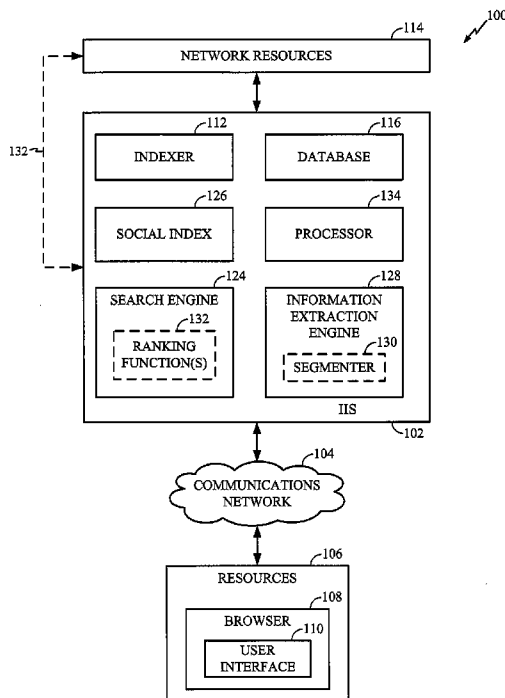 100
114
NETWORK RESOURCES
132
112
INDEXER
116
DATABASE
126
SOCIAL INDEX
134
PROCESSOR
124
SEARCH ENGINE
132
RANKING
FUNCTION(S)
128
INFORMATION
EXTRACTION
ENGINE
130
SEGMENTER
IIS
102
104
COMMUNICATIONS
NETWORK
106
RESOURCES
108
BROWSER
110
USER
INTERFACE